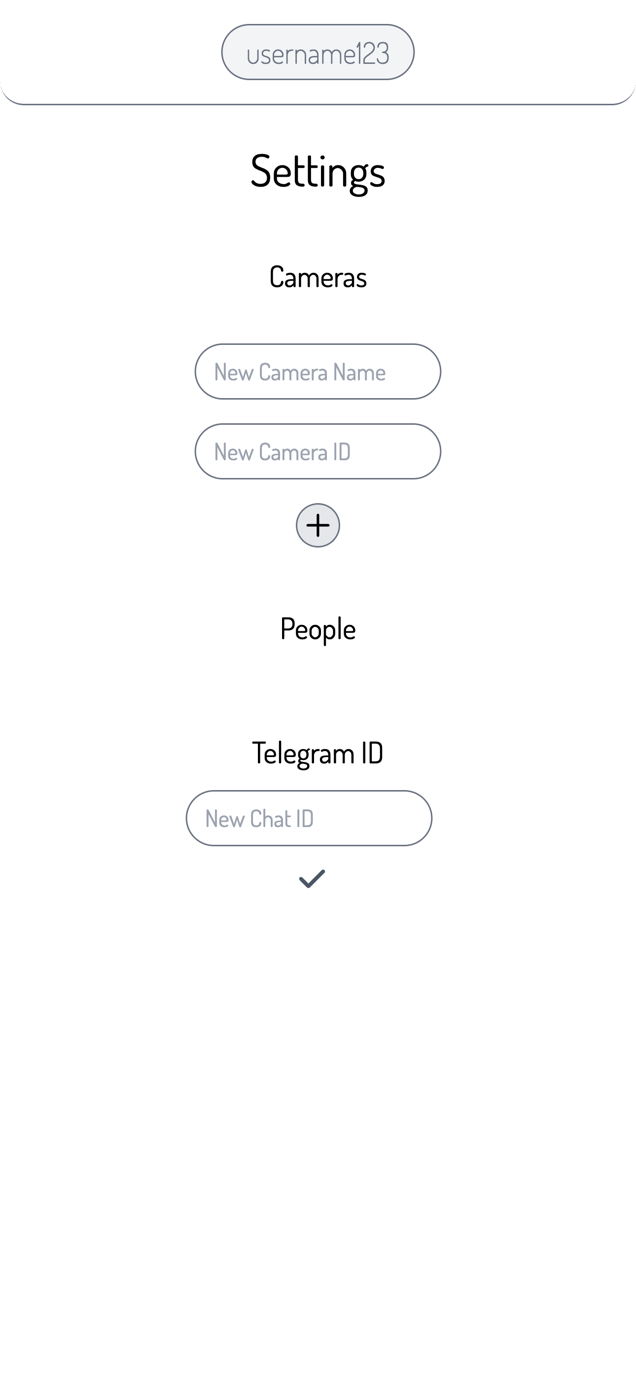 username123
Settings
Cameras
New Camera Name
New Camera ID
People
Telegram ID
New Chat ID